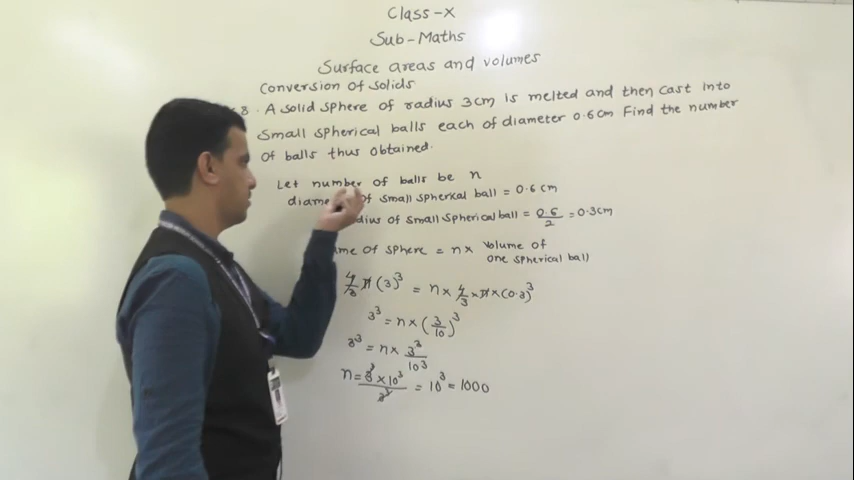 Class-X
Sub-Maths
Surface areas and volumes
Conversion of solids
8. A solid sphere of radius 3cm is melted and then cast into
small spherical balls each of diameter 0.6cm Find the number
of balls thus obtained.
Let number of balls be n
of small spherical ball = 0.6 cm
of small spherical ball = 0.6/2 = 0.3cm
of sphere = n× volume of
one spherical ball
4/3 π (3)³ = n× 4/3 ×π×(0.3)³
3³ = n×(3/10)³
3³ = n× 3³/10³
n = 3³×10³/3³ = 10³ = 1000